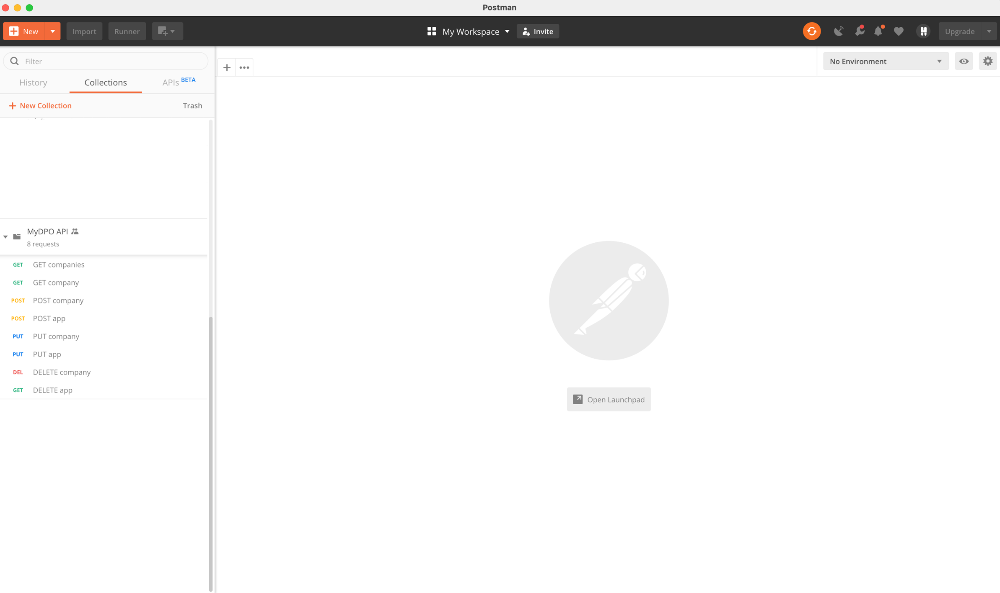 Postman
New
Import
Runner
My Workspace
Invite
Upgrade
Filter
No Environment
History
Collections
APIs BETA
New Collection
Trash
MyDPO API
8 requests
GET GET companies
GET GET company
POST POST company
POST POST app
PUT PUT company
PUT PUT app
DEL DELETE company
GET DELETE app
Open Launchpad